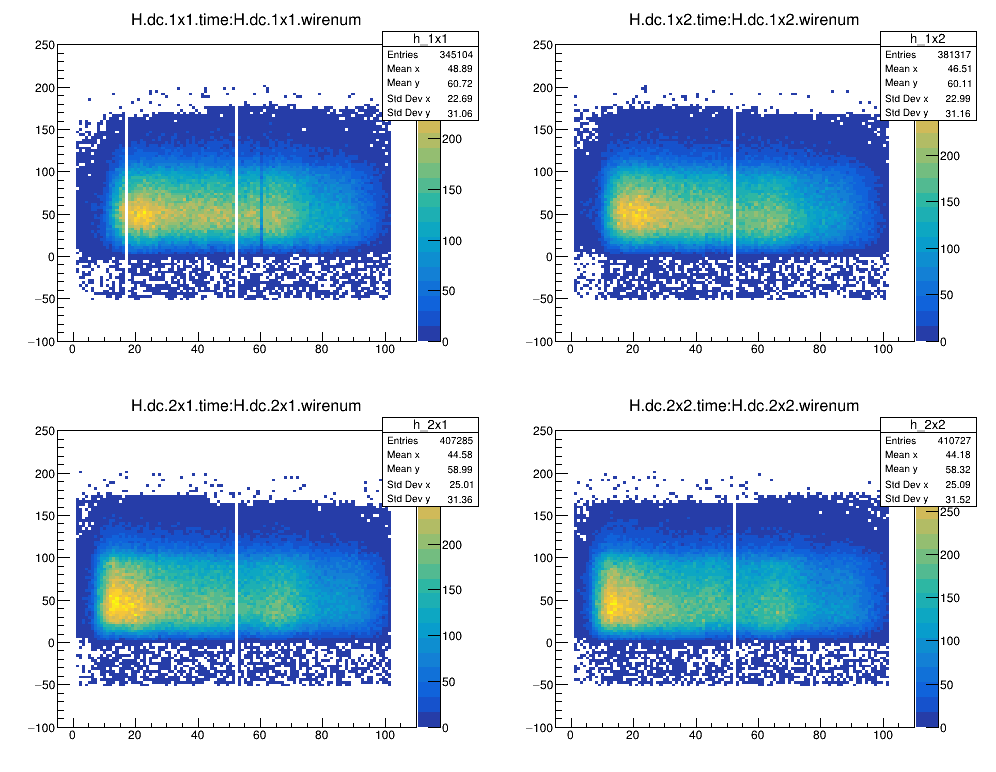 H.dc.1x1.time:H.dc.1x1.wirenum
h_1x1
Entries 345104
Mean x 48.89
Mean y 60.72
Std Dev x 22.69
Std Dev y 31.06
250
200
150
100
50
0
−50
−100
0 20 40 60 80 100
200
150
100
50
0
H.dc.1x2.time:H.dc.1x2.wirenum
h_1x2
Entries 381317
Mean x 46.51
Mean y 60.11
Std Dev x 22.99
Std Dev y 31.16
250
200
150
100
50
0
−50
−100
0 20 40 60 80 100
200
150
100
50
0
H.dc.2x1.time:H.dc.2x1.wirenum
h_2x1
Entries 407285
Mean x 44.58
Mean y 58.99
Std Dev x 25.01
Std Dev y 31.36
250
200
150
100
50
0
−50
−100
0 20 40 60 80 100
200
150
100
50
0
H.dc.2x2.time:H.dc.2x2.wirenum
h_2x2
Entries 410727
Mean x 44.18
Mean y 58.32
Std Dev x 25.09
Std Dev y 31.52
250
200
150
100
50
0
−50
−100
0 20 40 60 80 100
250
200
150
100
50
0